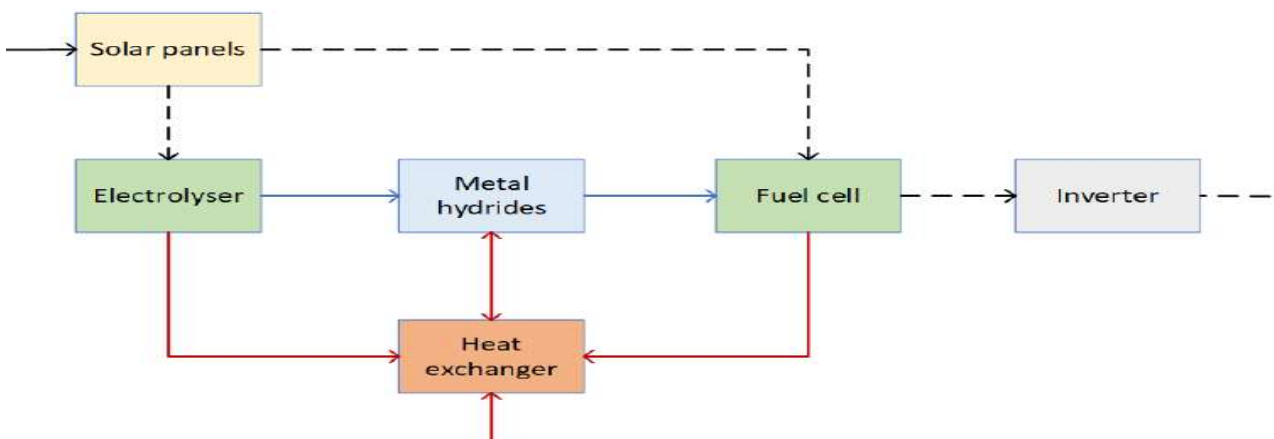 Solar panels
Electrolyser
Metal
hydrides
Fuel cell
Inverter
Heat
exchanger